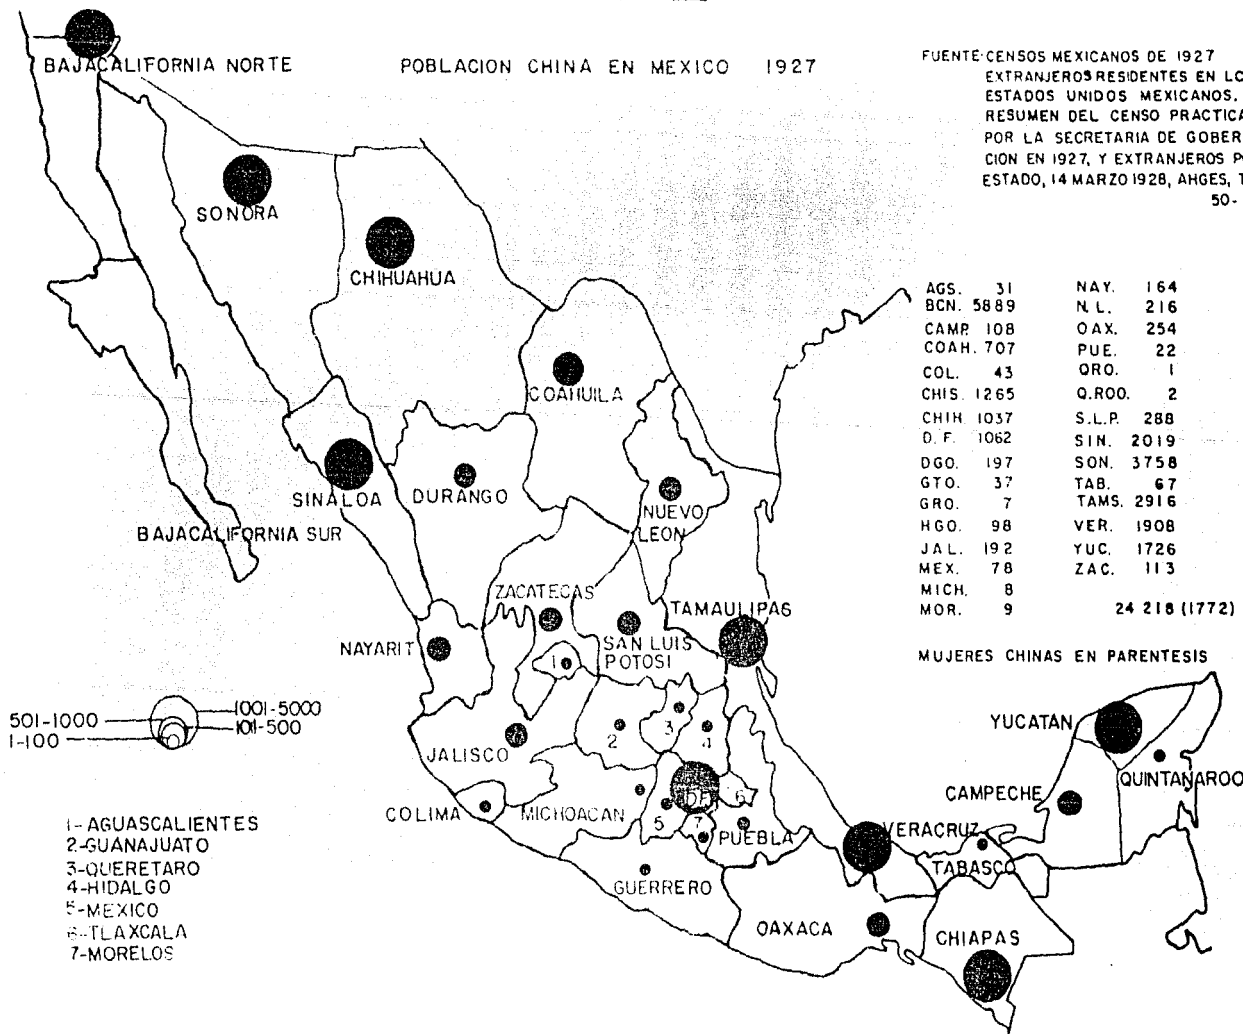 POBLACION CHINA EN MEXICO 1927
FUENTE: CENSOS MEXICANOS DE 1927
EXTRANJEROS RESIDENTES EN LO
ESTADOS UNIDOS MEXICANOS.
RESUMEN DEL CENSO PRACTICA
POR LA SECRETARIA DE GOBER
CION EN 1927, Y EXTRANJEROS P
ESTADO, 14 MARZO 1928, AHGES, T
50-
BAJACALIFORNIA NORTE
SONORA
CHIHUAHUA
COAHUILA
SINALOA
DURANGO
NUEVO
LEON
BAJACALIFORNIA SUR
ZACATECAS
TAMAULIPAS
NAYARIT
SAN LUIS
POTOSI
1
2
3
4
JALISCO
COLIMA
MICHOACAN
5
D.F.
6
7
PUEBLA
GUERRERO
VERACRUZ
TABASCO
OAXACA
CHIAPAS
YUCATAN
QUINTANAROO
CAMPECHE
AGS. 31 NAY. 164
BCN. 5889 N.L. 216
CAMP. 108 OAX. 254
COAH. 707 PUE. 22
COL. 43 QRO. 1
CHIS. 1265 Q.ROO. 2
CHIH. 1037 S.L.P. 288
D.F. 1062 SIN. 2019
DGO. 197 SON. 3758
GTO. 37 TAB. 67
GRO. 7 TAMS. 2916
HGO. 98 VER. 1908
JAL. 192 YUC. 1726
MEX. 78 ZAC. 113
MICH. 8
MOR. 9 24 218 (1772)
MUJERES CHINAS EN PARENTESIS
501-1000
1-100
1001-5000
101-500
1-AGUASCALIENTES
2-GUANAJUATO
3-QUERETARO
4-HIDALGO
5-MEXICO
6-TLAXCALA
7-MORELOS